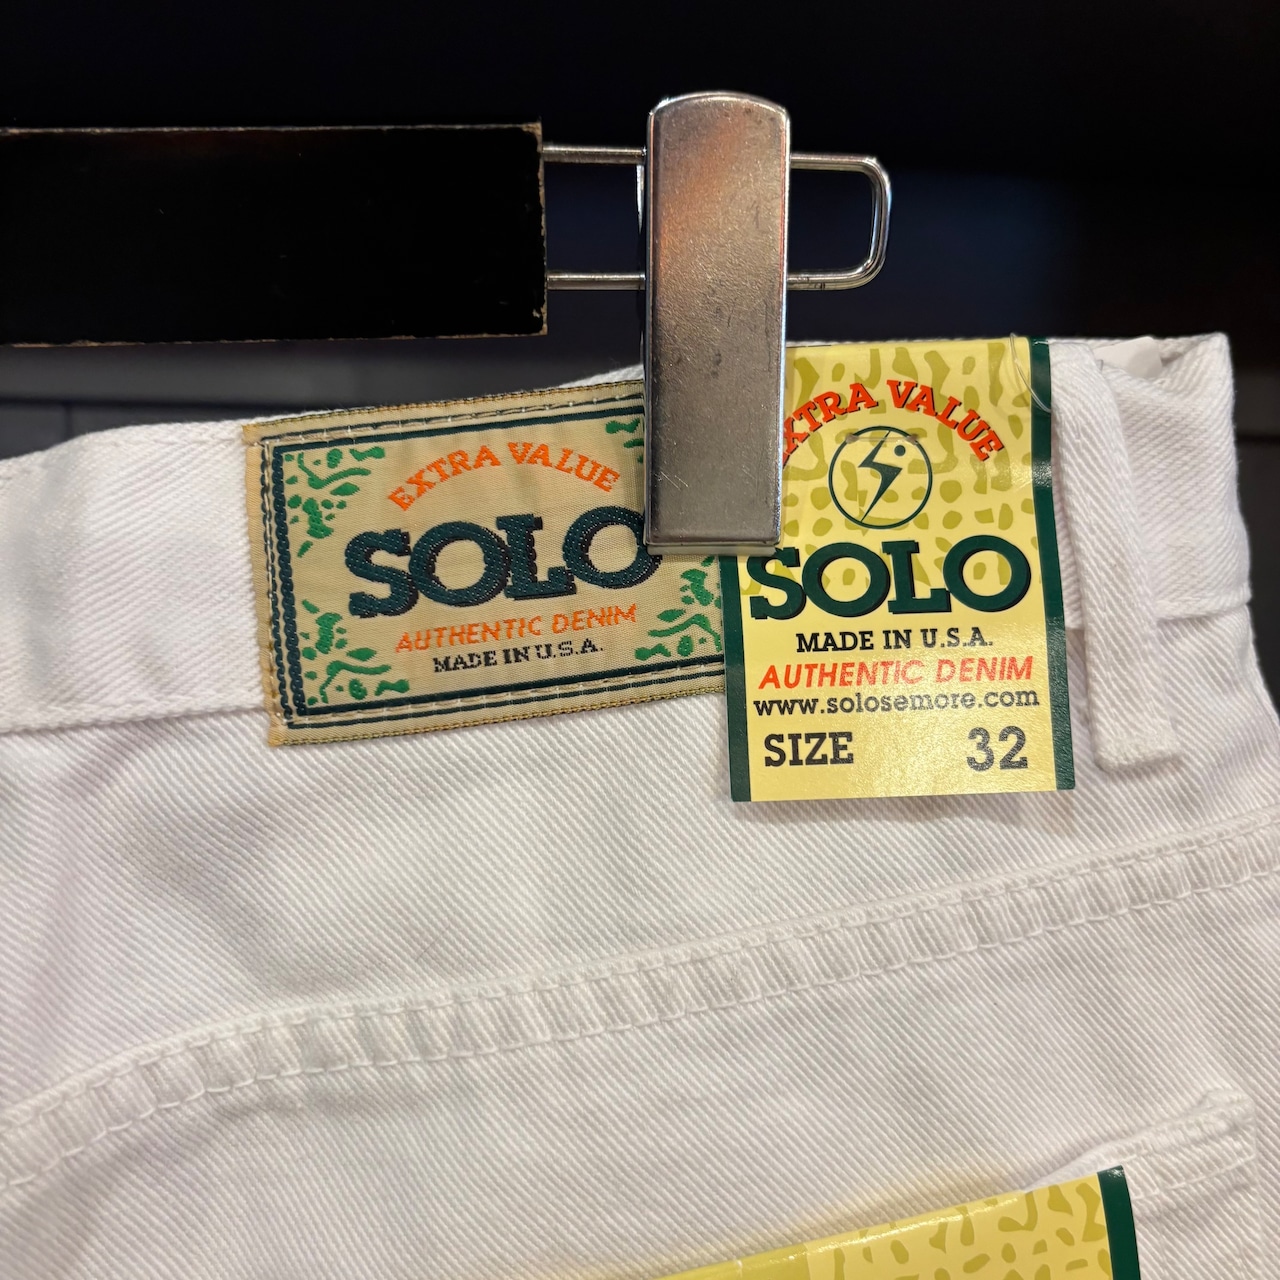 EXTRA VALUE
SOLO
AUTHENTIC DENIM
MADE IN U.S.A.
EXTRA VALUE
SOLO
MADE IN U.S.A.
AUTHENTIC DENIM
www.solosemore.com
SIZE 32